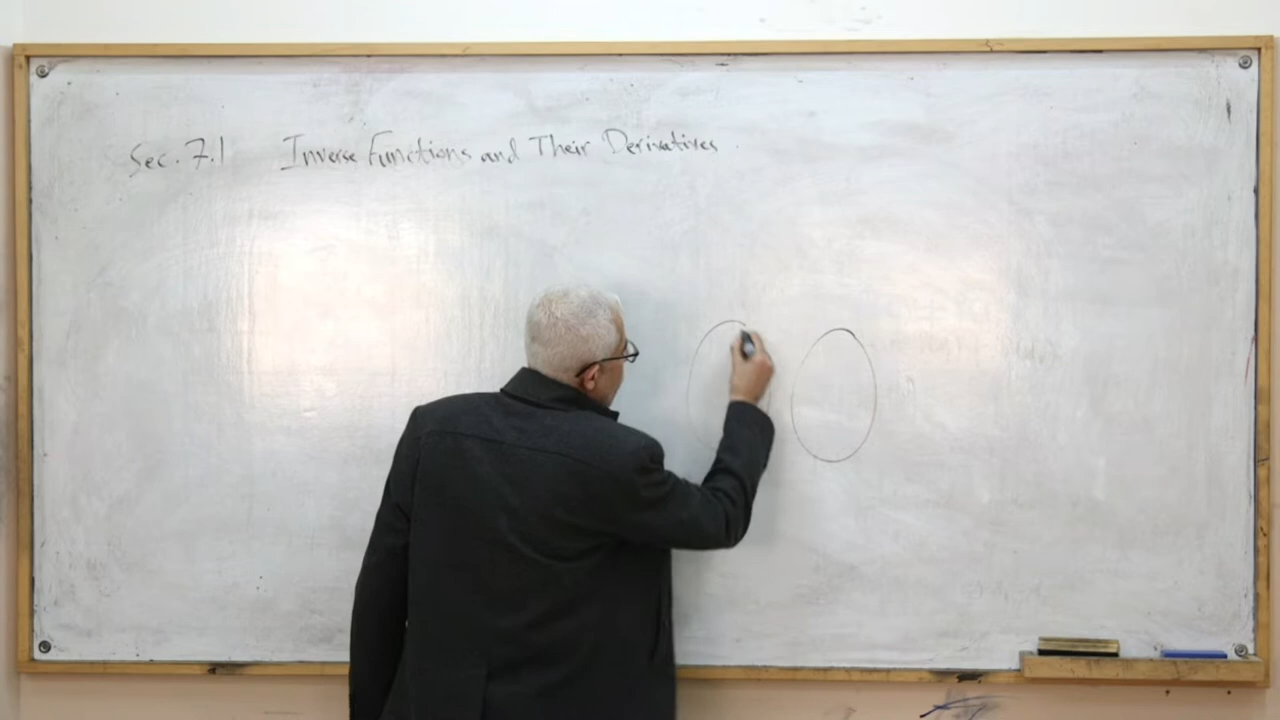 Sec. 7.1 Inverse Functions and Their Derivatives